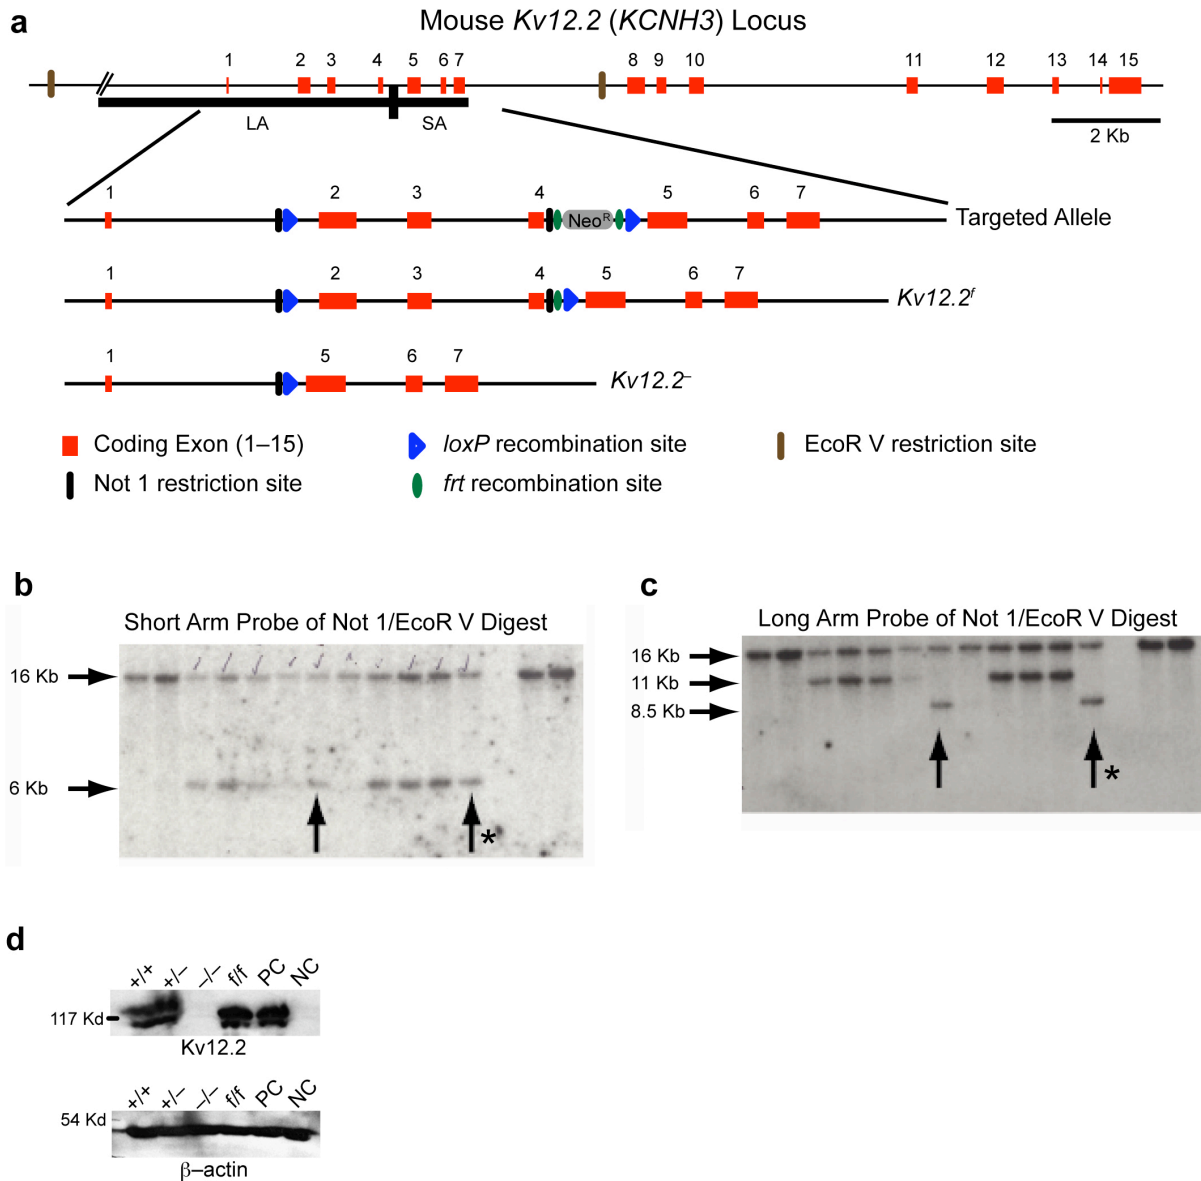 a
Mouse Kv12.2 (KCNH3) Locus
1 2 3 4 5 6 7 8 9 10 11 12 13 14 15
LA SA
2 Kb
1 2 3 4 5 6 7
Neo^R
Targeted Allele
1 2 3 4 5 6 7
Kv12.2^f
1 5 6 7
Kv12.2^–
Coding Exon (1–15) loxP recombination site EcoR V restriction site
Not 1 restriction site frt recombination site
b
Short Arm Probe of Not 1/EcoR V Digest
16 Kb
6 Kb
*
c
Long Arm Probe of Not 1/EcoR V Digest
16 Kb
11 Kb
8.5 Kb
*
d
+/+ +/– –/– f/f PC NC
117 Kd
Kv12.2
+/+ +/– –/– f/f PC NC
54 Kd
β–actin